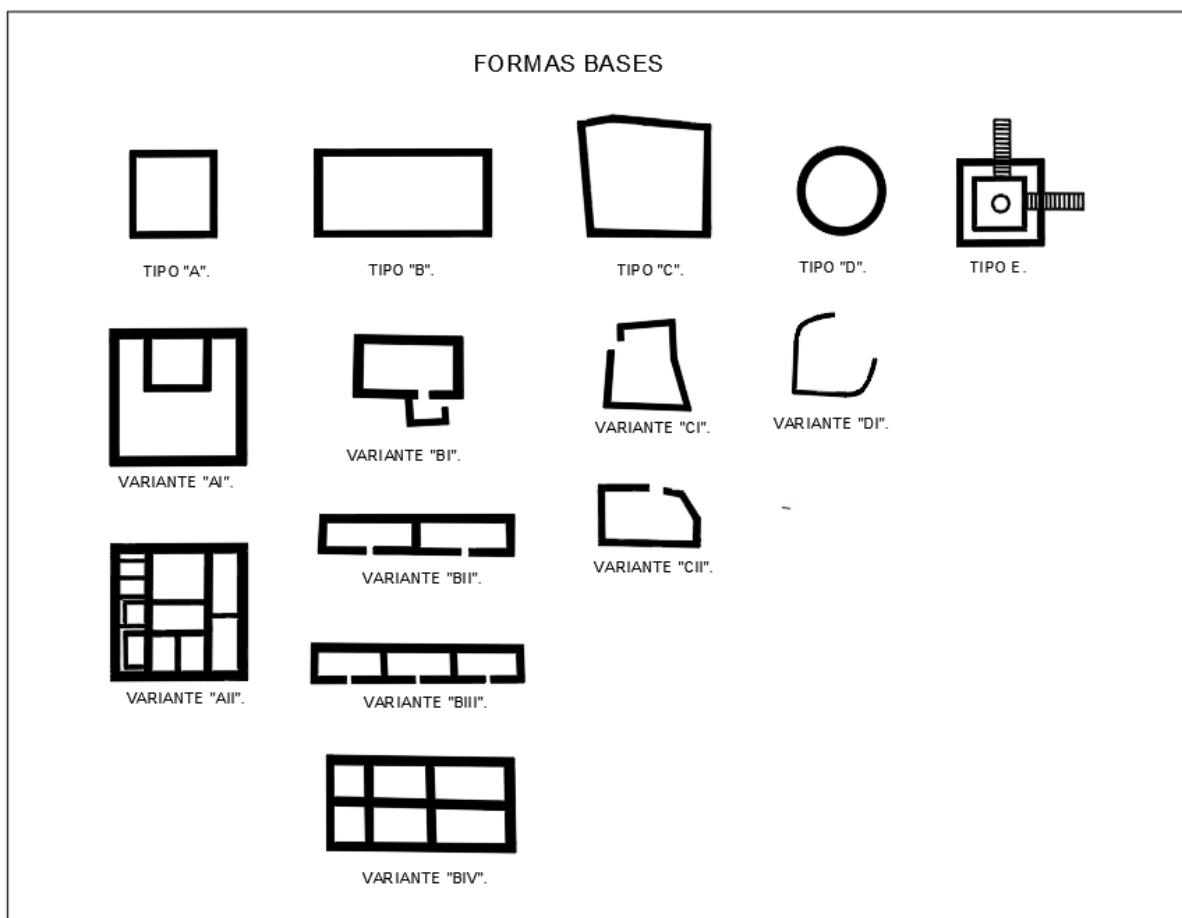 FORMAS BASES
TIPO "A".
TIPO "B".
TIPO "C".
TIPO "D".
TIPO E.
VARIANTE "AI".
VARIANTE "BI".
VARIANTE "CI".
VARIANTE "DI".
VARIANTE "BII".
VARIANTE "CII".
VARIANTE "AII".
VARIANTE "BIII".
VARIANTE "BIV".